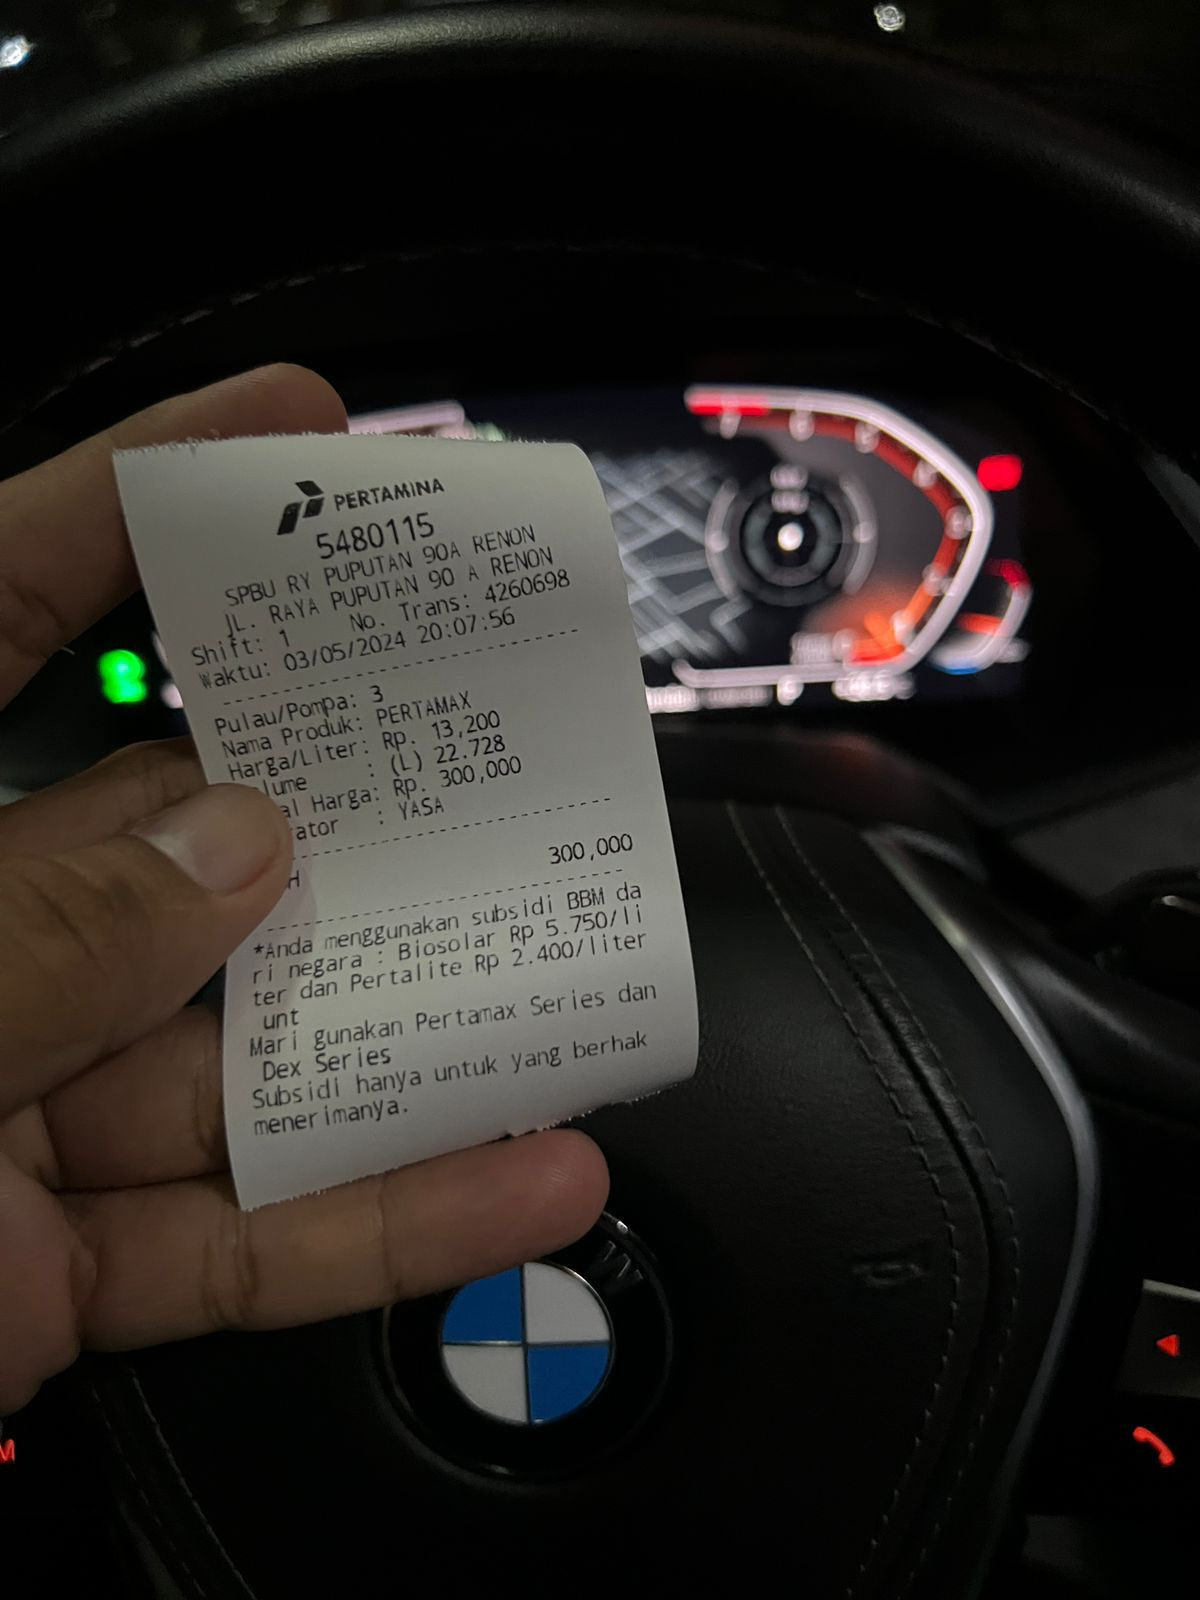 PERTAMINA
5480115
SPBU RY PUPUTAN 90A RENON
JL. RAYA PUPUTAN 90 A RENON
Shift: 1 No. Trans: 4260698
Waktu: 03/05/2024 20:07:56
Pulau/Pompa: 3
Nama Produk: PERTAMAX
Harga/Liter: Rp. 13,200
lume : (L) 22.728
al Harga: Rp. 300,000
ator : YASA
H 300,000
*Anda menggunakan subsidi BBM da
ri negara : Biosolar Rp 5.750/li
ter dan Pertalite Rp 2.400/liter
unt
Mari gunakan Pertamax Series dan
Dex Series
Subsidi hanya untuk yang berhak
menerimanya.